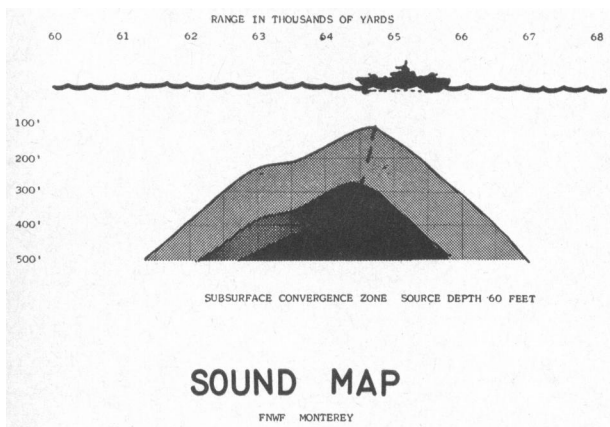 RANGE IN THOUSANDS OF YARDS
60 61 62 63 64 65 66 67 68
100'
200'
300'
400'
500'
SUBSURFACE CONVERGENCE ZONE SOURCE DEPTH 60 FEET
SOUND MAP
FNWF MONTEREY